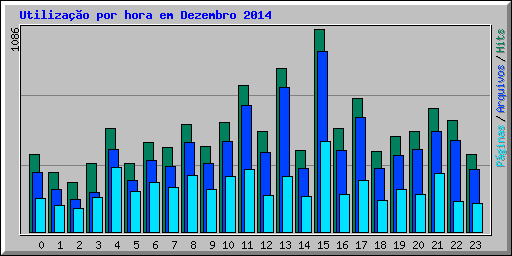 Utilização por hora em Dezembro 2014
1086
Páginas / Arquivos / Hits
0 1 2 3 4 5 6 7 8 9 10 11 12 13 14 15 16 17 18 19 20 21 22 23